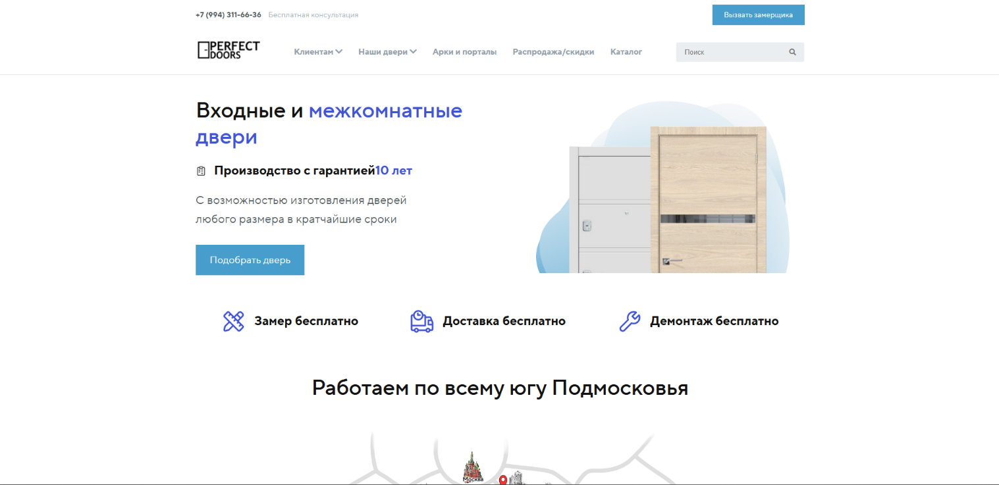 +7 (994) 311-66-36 Бесплатная консультация
Вызвать замерщика
PERFECT
DOORS
Клиентам
Наши двери
Арки и порталы
Распродажа/скидки
Каталог
Поиск
Входные и межкомнатные
двери
Производство с гарантией10 лет
С возможностью изготовления дверей
любого размера в кратчайшие сроки
Подобрать дверь
Замер бесплатно
Доставка бесплатно
Демонтаж бесплатно
Работаем по всему югу Подмосковья
Москва